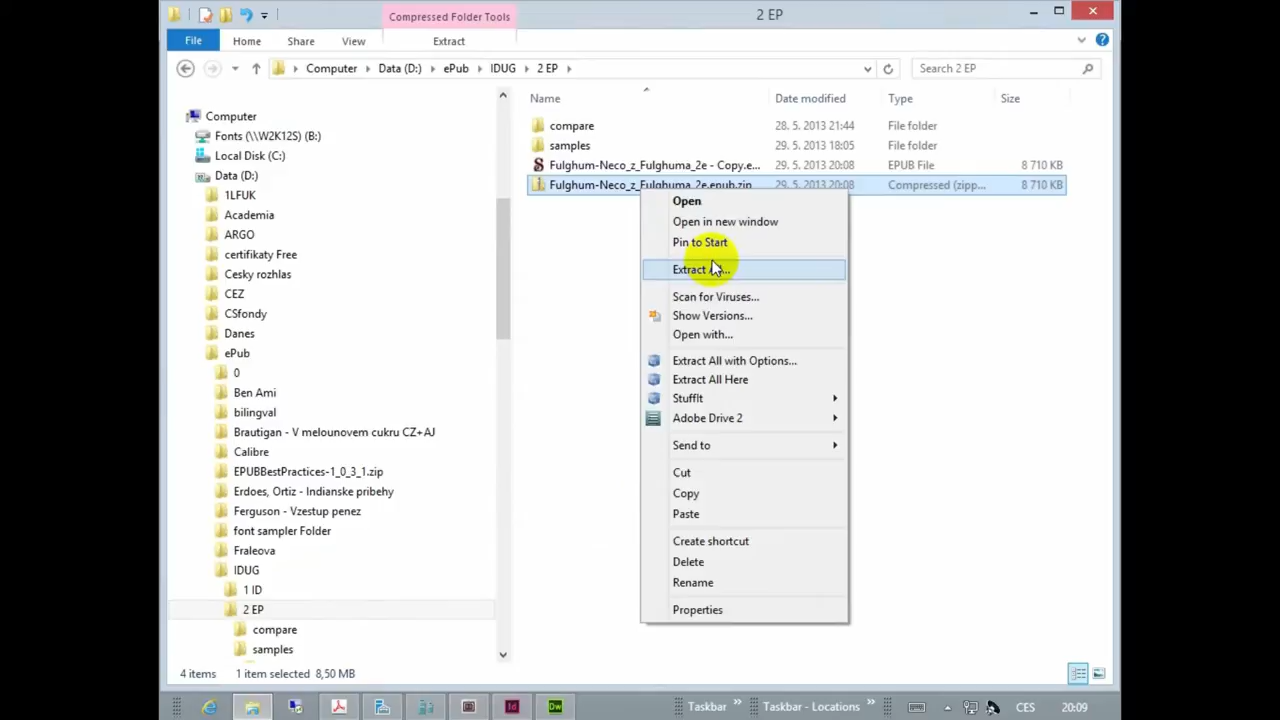 Compressed Folder Tools
2 EP
File
Home
Share
View
Extract
Computer
Data (D:)
ePub
IDUG
2 EP
Search 2 EP
Name
Date modified
Type
Size
compare
28. 5. 2013 21:44
File folder
samples
29. 5. 2013 18:05
File folder
Fulghum-Neco_z_Fulghuma_2e - Copy.e...
29. 5. 2013 20:08
EPUB File
8 710 KB
Fulghum-Neco_z_Fulghuma_2e.epub.zip
29. 5. 2013 20:08
Compressed (zipp...
8 710 KB
Computer
Fonts (\\W2K12S) (B:)
Local Disk (C:)
Data (D:)
1LFUK
Academia
ARGO
certifikaty Free
Cesky rozhlas
CEZ
CSfondy
Danes
ePub
0
Ben Ami
bilingval
Brautigan - V melounovem cukru CZ+AJ
Calibre
EPUBBestPractices-1_0_3_1.zip
Erdoes, Ortiz - Indianske pribehy
Ferguson - Vzestup penez
font sampler Folder
Fraleova
IDUG
1 ID
2 EP
compare
samples
Open
Open in new window
Pin to Start
Extract
Scan for Viruses...
Show Versions...
Open with...
Extract All with Options...
Extract All Here
StuffIt
Adobe Drive 2
Send to
Cut
Copy
Paste
Create shortcut
Delete
Rename
Properties
4 items
1 item selected 8,50 MB
Taskbar
Taskbar - Locations
CES
20:09